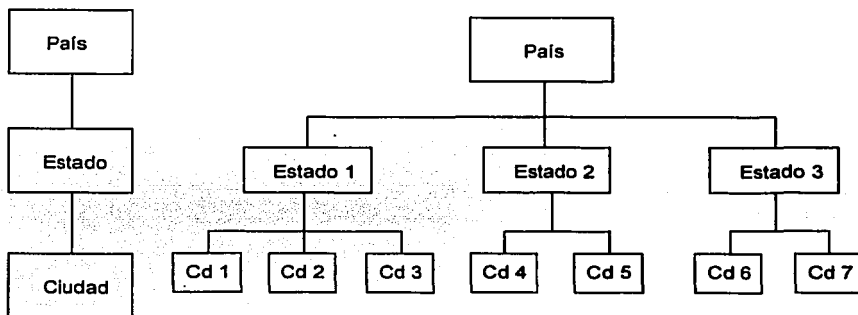 País
Estado
Ciudad
País
Estado 1
Estado 2
Estado 3
Cd 1
Cd 2
Cd 3
Cd 4
Cd 5
Cd 6
Cd 7